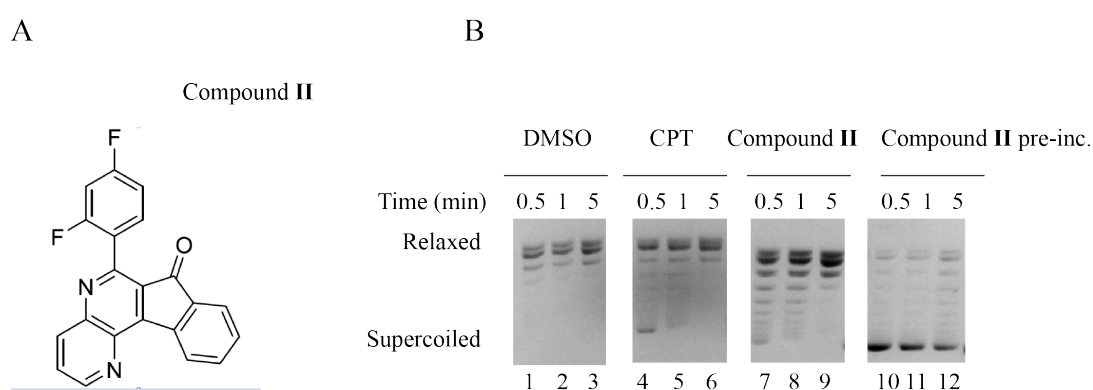 A
B
Compound II
F
F
O
N
N
DMSO
CPT
Compound II
Compound II pre-inc.
Time (min)
0.5 1 5
0.5 1 5
0.5 1 5
0.5 1 5
Relaxed
Supercoiled
1 2 3
4 5 6
7 8 9
10 11 12